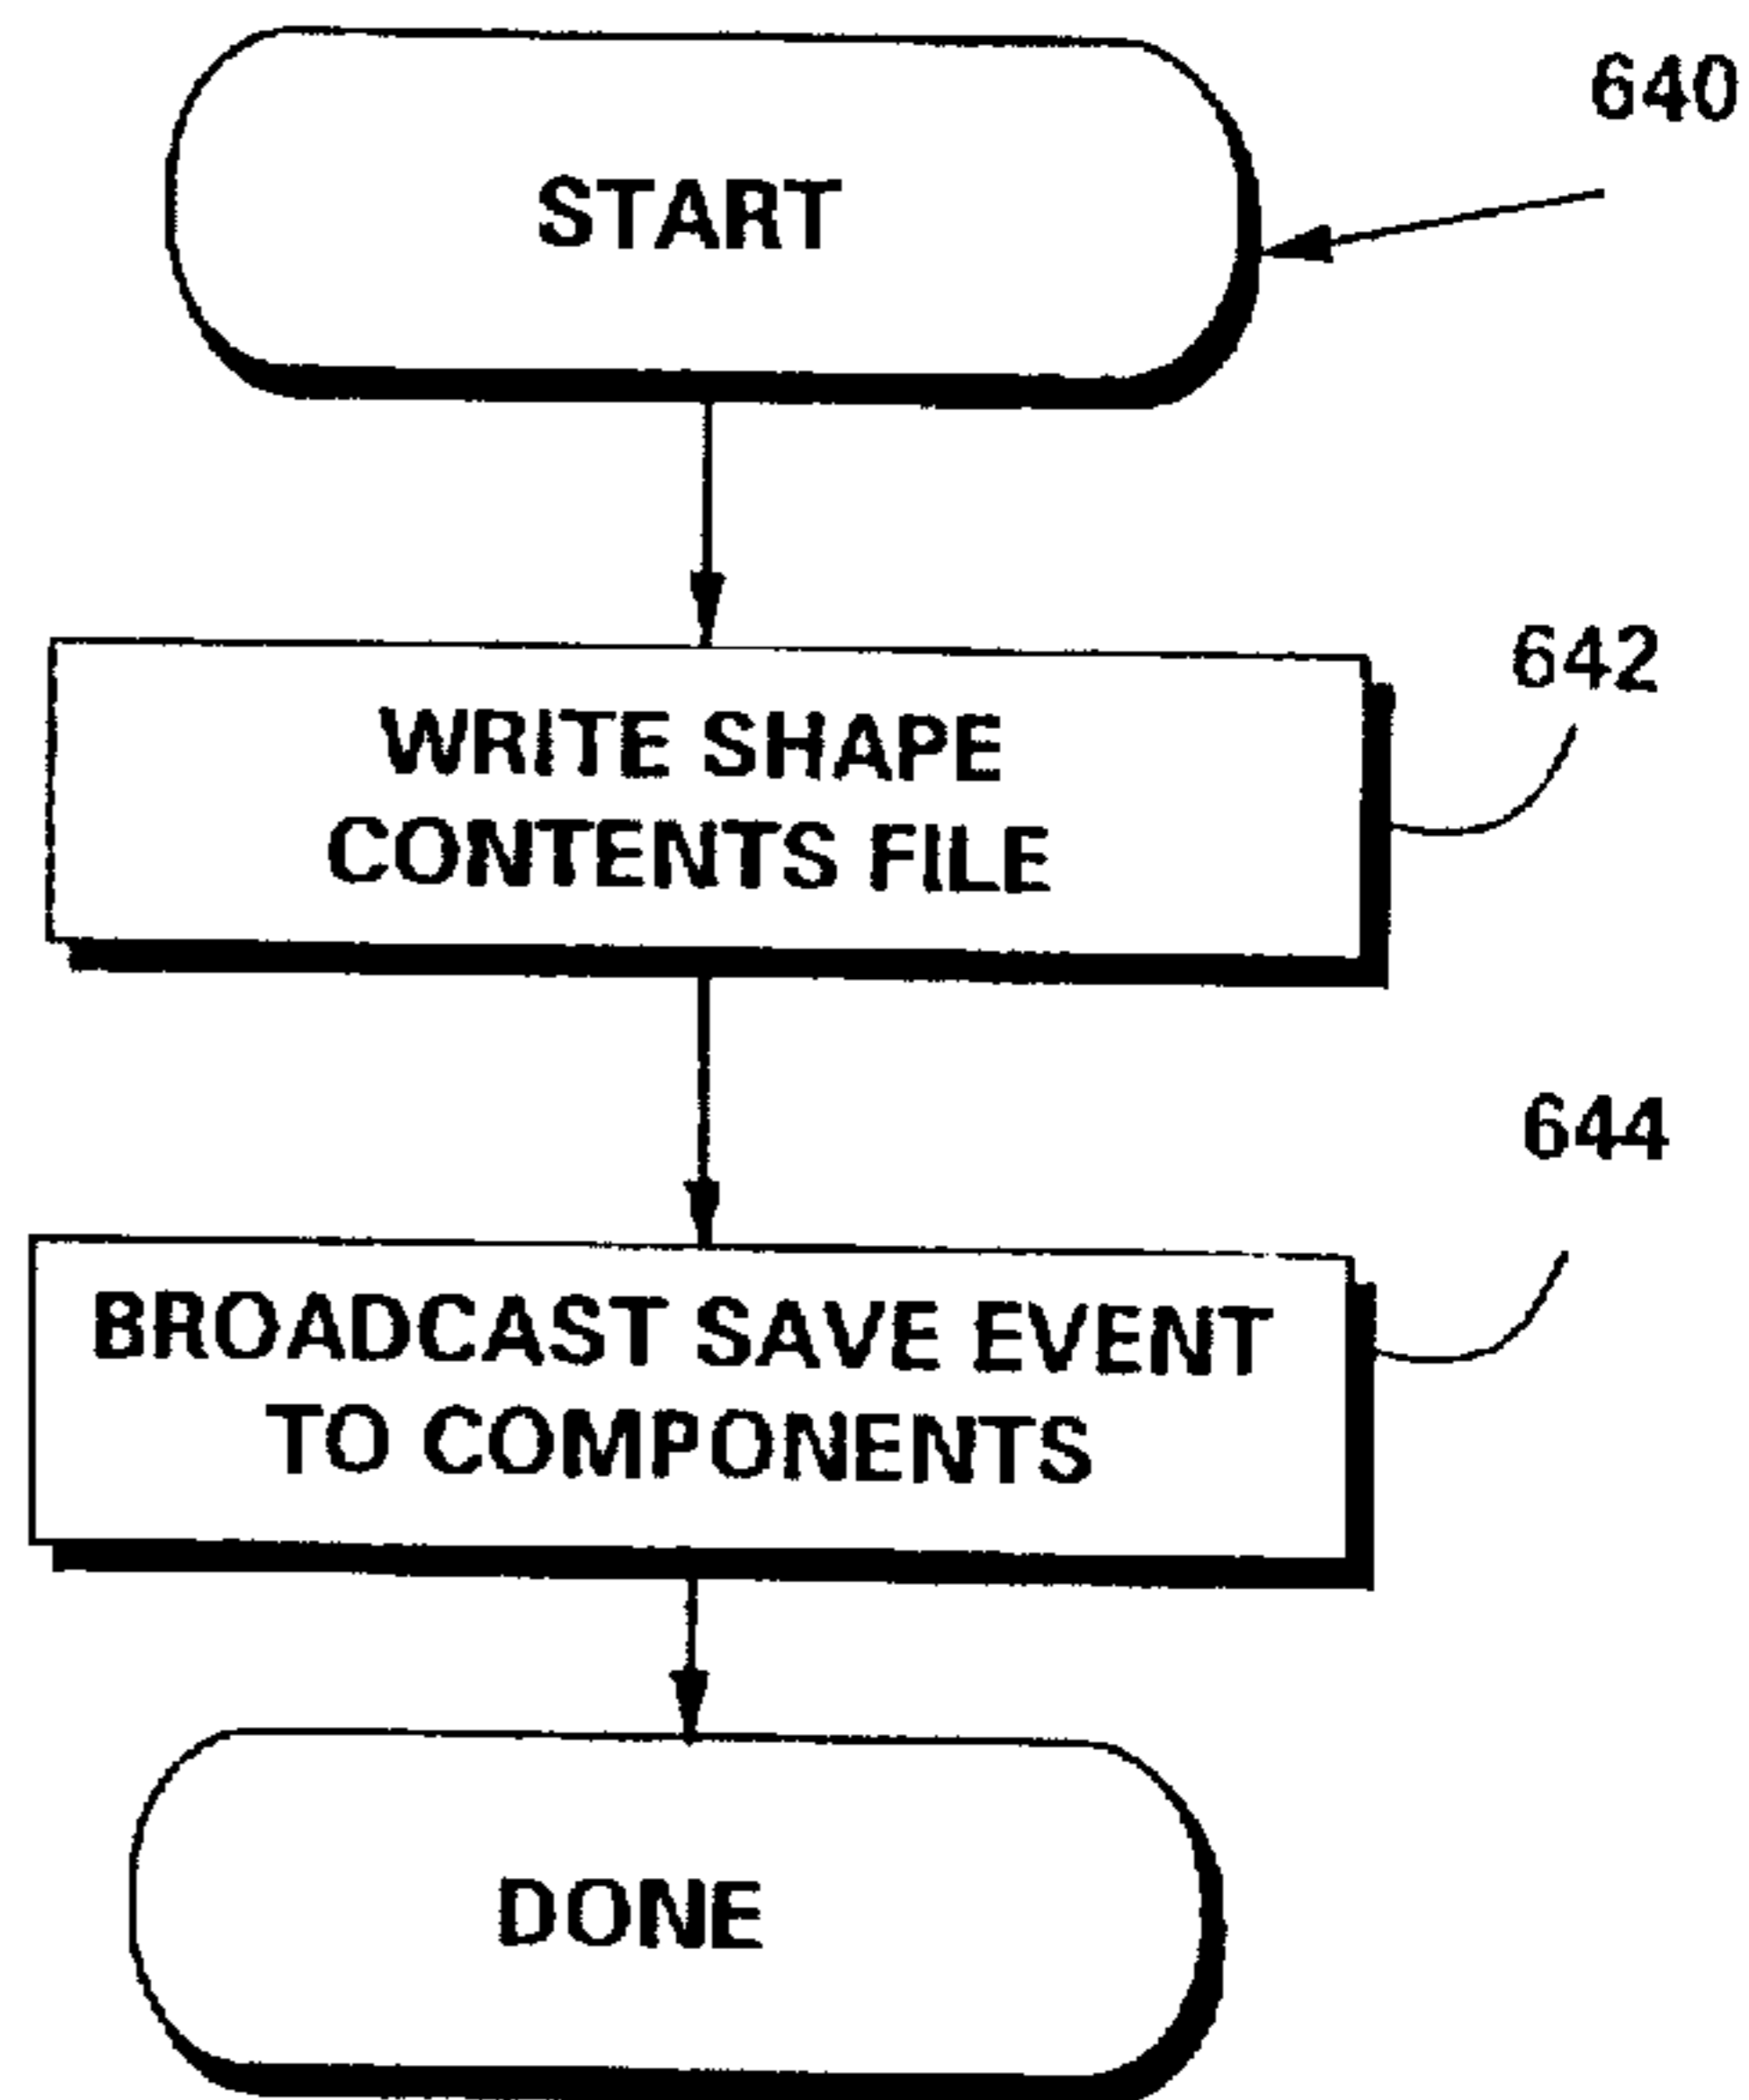 640
START
642
WRITE SHAPE
CONTENTS FILE
644
BROADCAST SAVE EVENT
TO COMPONENTS
DONE